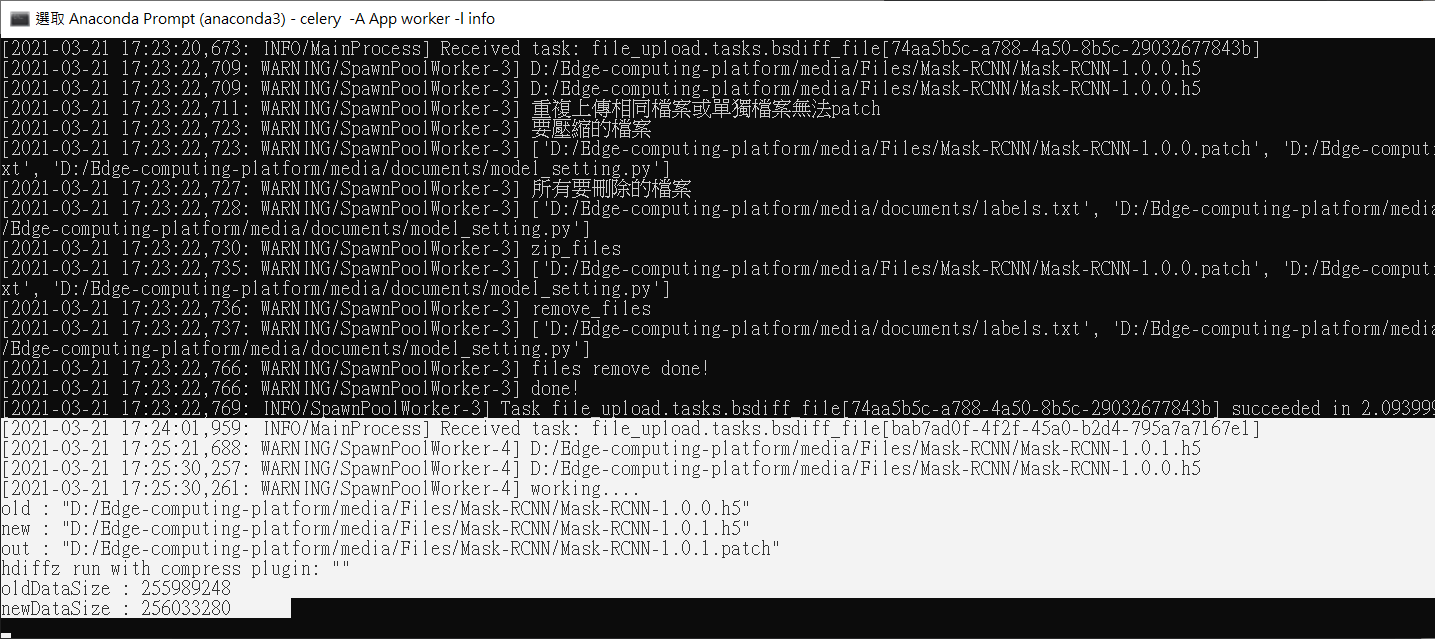 選取 Anaconda Prompt (anaconda3) - celery  -A App worker -l info
[2021-03-21 17:23:20,673: INFO/MainProcess] Received task: file_upload.tasks.bsdiff_file[74aa5b5c-a788-4a50-8b5c-29032677843b]
[2021-03-21 17:23:22,709: WARNING/SpawnPoolWorker-3] D:/Edge-computing-platform/media/Files/Mask-RCNN/Mask-RCNN-1.0.0.h5
[2021-03-21 17:23:22,709: WARNING/SpawnPoolWorker-3] D:/Edge-computing-platform/media/Files/Mask-RCNN/Mask-RCNN-1.0.0.h5
[2021-03-21 17:23:22,711: WARNING/SpawnPoolWorker-3] 重複上傳相同檔案或單獨檔案無法patch
[2021-03-21 17:23:22,723: WARNING/SpawnPoolWorker-3] 要壓縮的檔案
[2021-03-21 17:23:22,723: WARNING/SpawnPoolWorker-3] ['D:/Edge-computing-platform/media/Files/Mask-RCNN/Mask-RCNN-1.0.0.patch', 'D:/Edge-computi
xt', 'D:/Edge-computing-platform/media/documents/model_setting.py']
[2021-03-21 17:23:22,727: WARNING/SpawnPoolWorker-3] 所有要刪除的檔案
[2021-03-21 17:23:22,728: WARNING/SpawnPoolWorker-3] ['D:/Edge-computing-platform/media/documents/labels.txt', 'D:/Edge-computing-platform/media
/Edge-computing-platform/media/documents/model_setting.py']
[2021-03-21 17:23:22,730: WARNING/SpawnPoolWorker-3] zip_files
[2021-03-21 17:23:22,735: WARNING/SpawnPoolWorker-3] ['D:/Edge-computing-platform/media/Files/Mask-RCNN/Mask-RCNN-1.0.0.patch', 'D:/Edge-computi
xt', 'D:/Edge-computing-platform/media/documents/model_setting.py']
[2021-03-21 17:23:22,736: WARNING/SpawnPoolWorker-3] remove_files
[2021-03-21 17:23:22,737: WARNING/SpawnPoolWorker-3] ['D:/Edge-computing-platform/media/documents/labels.txt', 'D:/Edge-computing-platform/media
/Edge-computing-platform/media/documents/model_setting.py']
[2021-03-21 17:23:22,766: WARNING/SpawnPoolWorker-3] files remove done!
[2021-03-21 17:23:22,766: WARNING/SpawnPoolWorker-3] done!
[2021-03-21 17:23:22,769: INFO/SpawnPoolWorker-3] Task file_upload.tasks.bsdiff_file[74aa5b5c-a788-4a50-8b5c-29032677843b] succeeded in 2.093999
[2021-03-21 17:24:01,959: INFO/MainProcess] Received task: file_upload.tasks.bsdiff_file[bab7ad0f-4f2f-45a0-b2d4-795a7a7167e1]
[2021-03-21 17:25:21,688: WARNING/SpawnPoolWorker-4] D:/Edge-computing-platform/media/Files/Mask-RCNN/Mask-RCNN-1.0.1.h5
[2021-03-21 17:25:30,257: WARNING/SpawnPoolWorker-4] D:/Edge-computing-platform/media/Files/Mask-RCNN/Mask-RCNN-1.0.0.h5
[2021-03-21 17:25:30,261: WARNING/SpawnPoolWorker-4] working....
old : "D:/Edge-computing-platform/media/Files/Mask-RCNN/Mask-RCNN-1.0.0.h5"
new : "D:/Edge-computing-platform/media/Files/Mask-RCNN/Mask-RCNN-1.0.1.h5"
out : "D:/Edge-computing-platform/media/Files/Mask-RCNN/Mask-RCNN-1.0.1.patch"
hdiffz run with compress plugin: ""
oldDataSize : 255989248
newDataSize : 256033280